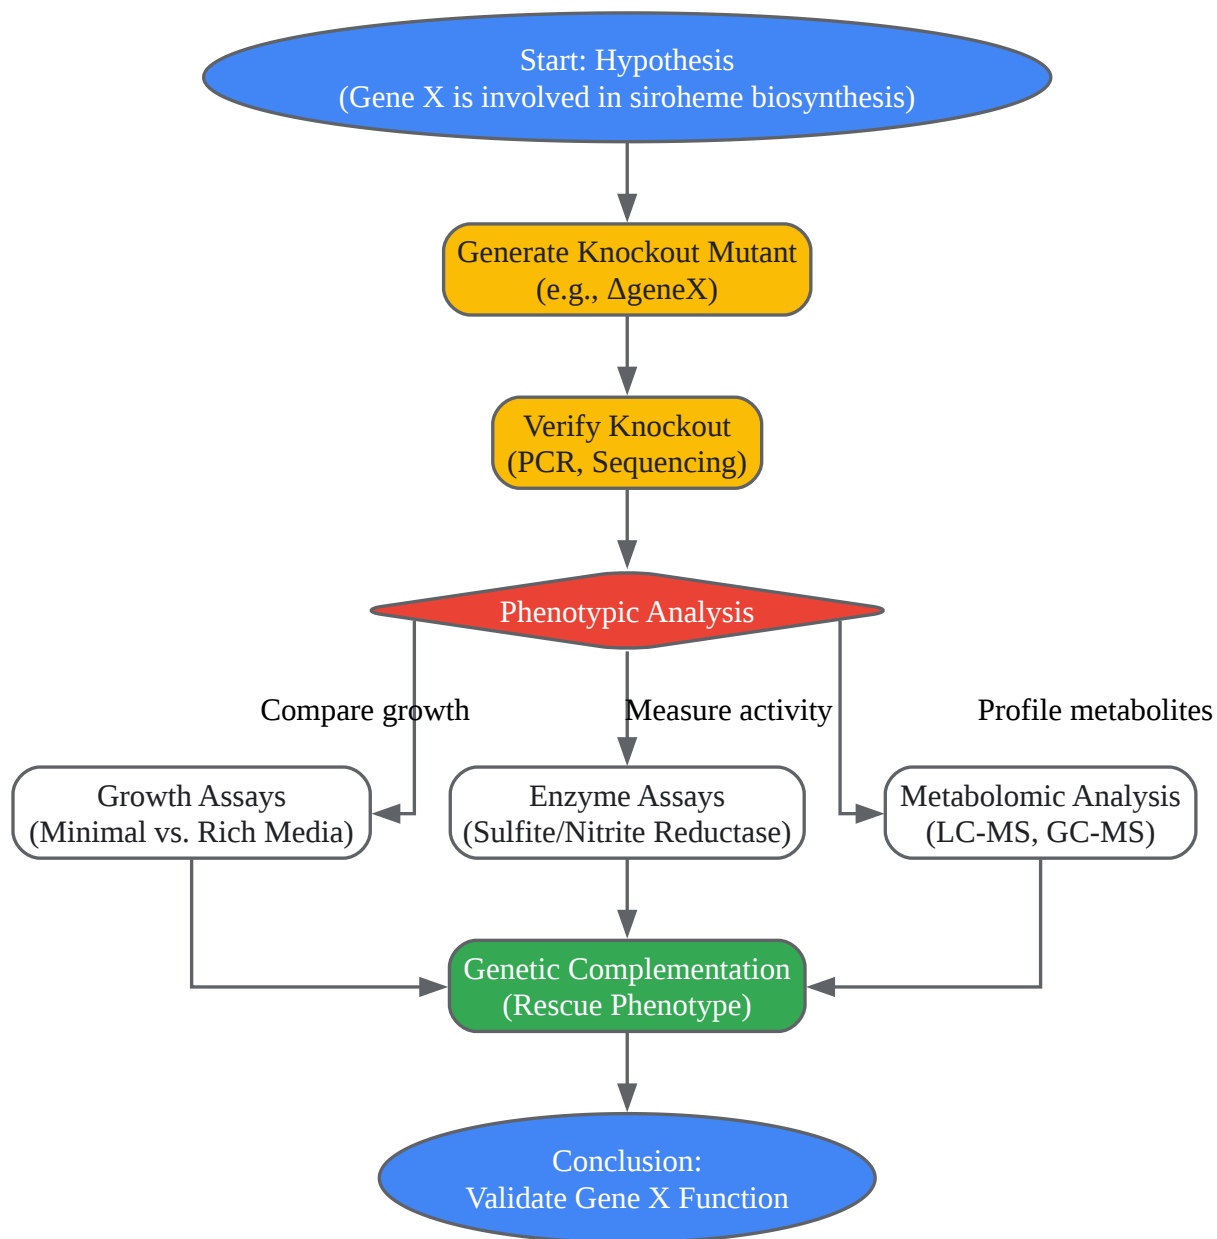 Start: Hypothesis
(Gene X is involved in siroheme biosynthesis)
Generate Knockout Mutant
(e.g., ΔgeneX)
Verify Knockout
(PCR, Sequencing)
Phenotypic Analysis
Compare growth
Measure activity
Profile metabolites
Growth Assays
(Minimal vs. Rich Media)
Enzyme Assays
(Sulfite/Nitrite Reductase)
Metabolomic Analysis
(LC-MS, GC-MS)
Genetic Complementation
(Rescue Phenotype)
Conclusion:
Validate Gene X Function